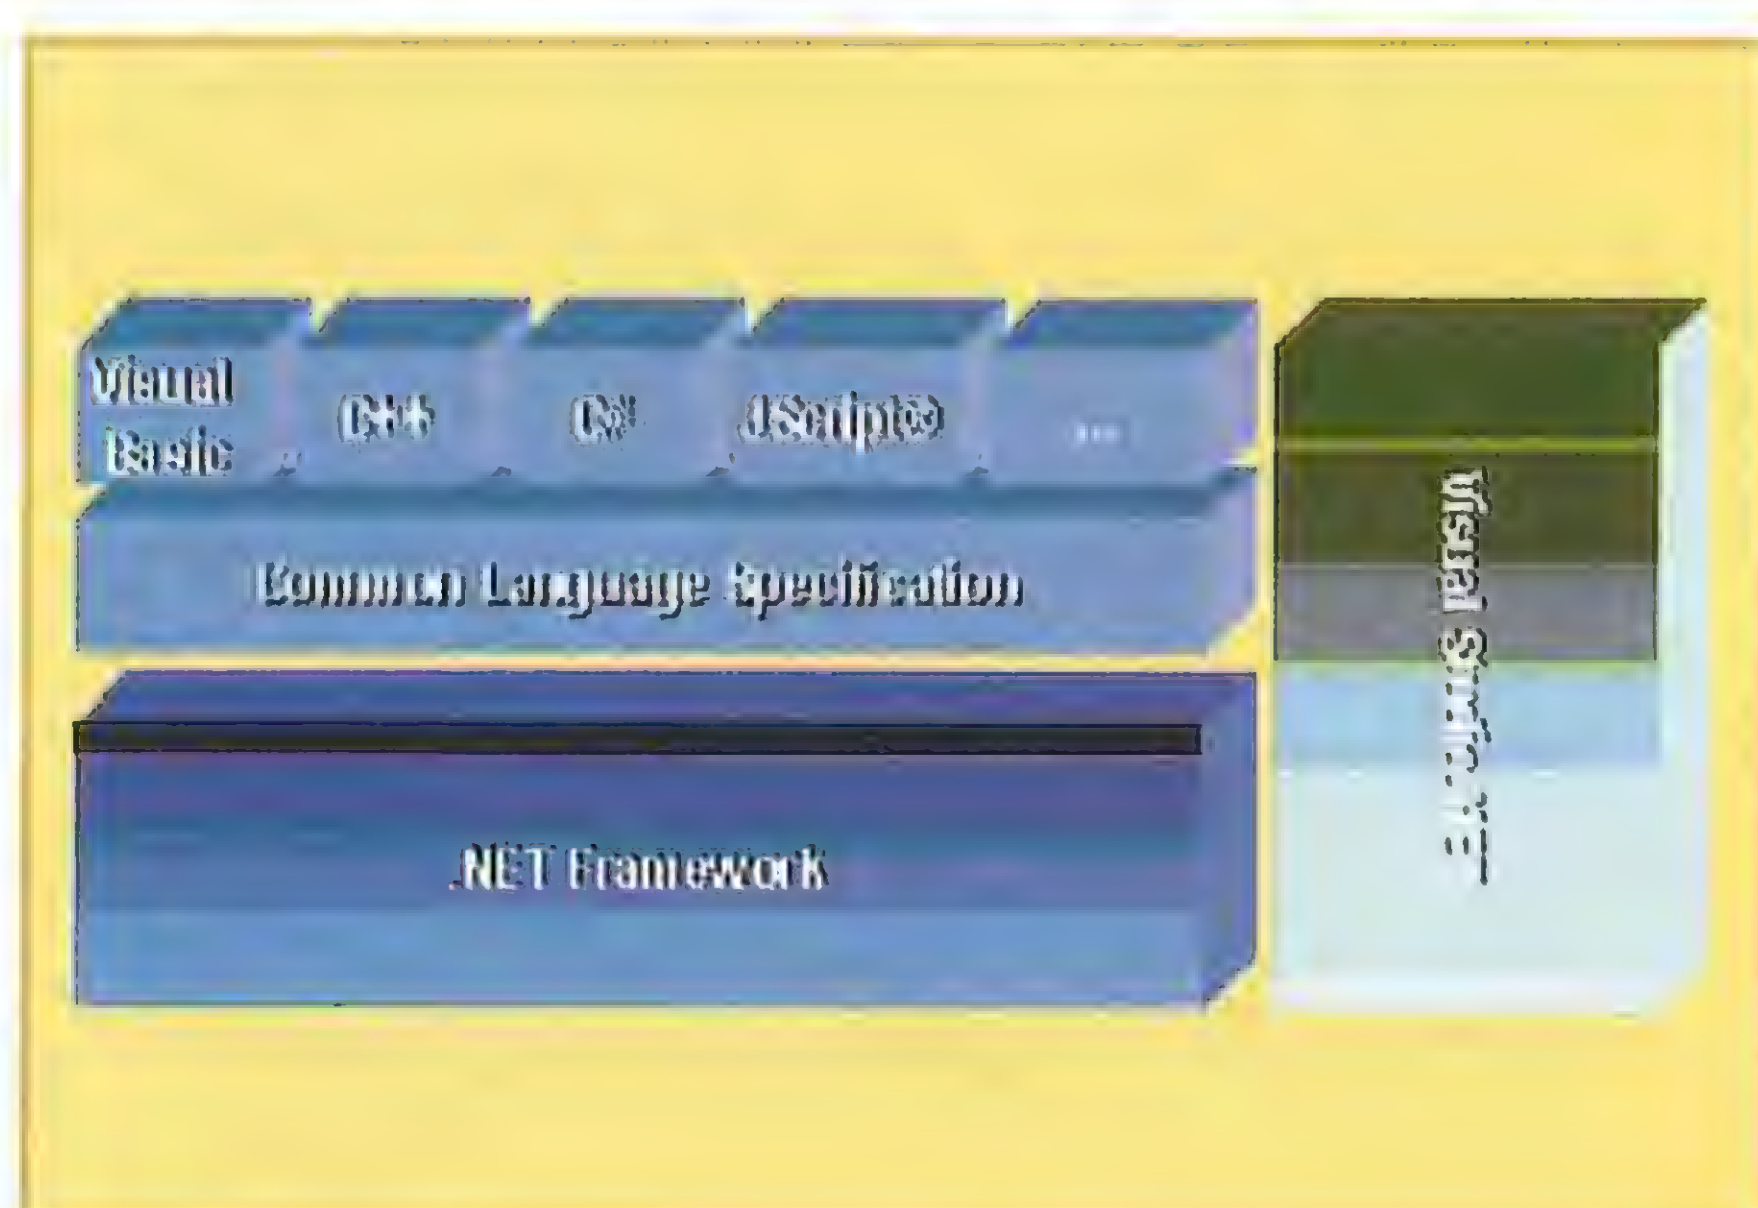 Visual
Basic
C++
C#
JScript®
...
Common Language Specification
.NET Framework
Visual Studio.NET